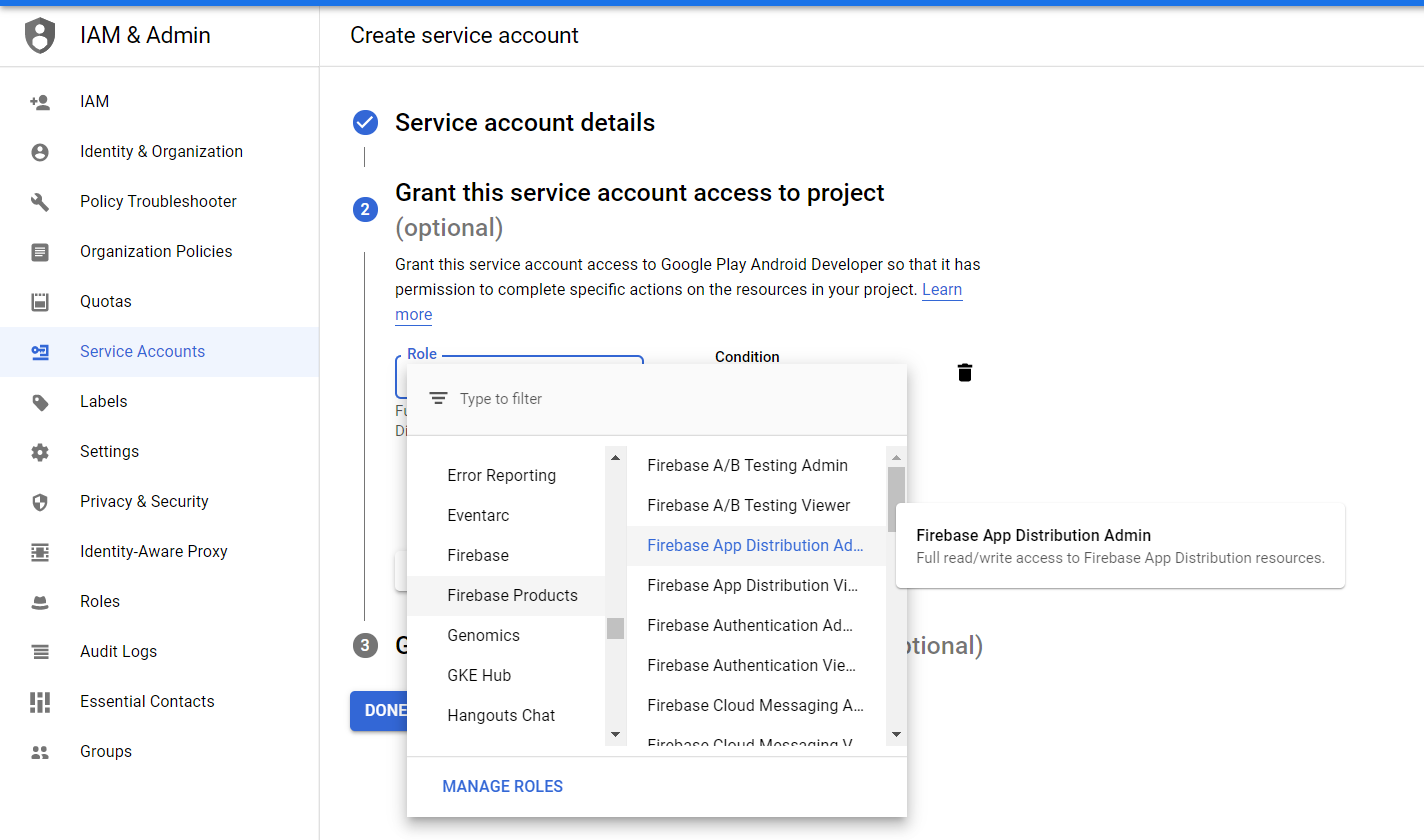 IAM & Admin
Create service account
IAM
Identity & Organization
Policy Troubleshooter
Organization Policies
Quotas
Service Accounts
Labels
Settings
Privacy & Security
Identity-Aware Proxy
Roles
Audit Logs
Essential Contacts
Groups
Service account details
2
Grant this service account access to project
(optional)
Grant this service account access to Google Play Android Developer so that it has
permission to complete specific actions on the resources in your project. Learn
more
Role
Condition
Type to filter
Fu
Di
Error Reporting
Eventarc
Firebase
Firebase Products
Genomics
GKE Hub
Hangouts Chat
Firebase A/B Testing Admin
Firebase A/B Testing Viewer
Firebase App Distribution Ad...
Firebase App Distribution Vi...
Firebase Authentication Ad...
Firebase Authentication Vie...
Firebase Cloud Messaging A...
Firebase Cloud Messaging V
Firebase App Distribution Admin
Full read/write access to Firebase App Distribution resources.
3
G
ptional)
DONE
MANAGE ROLES